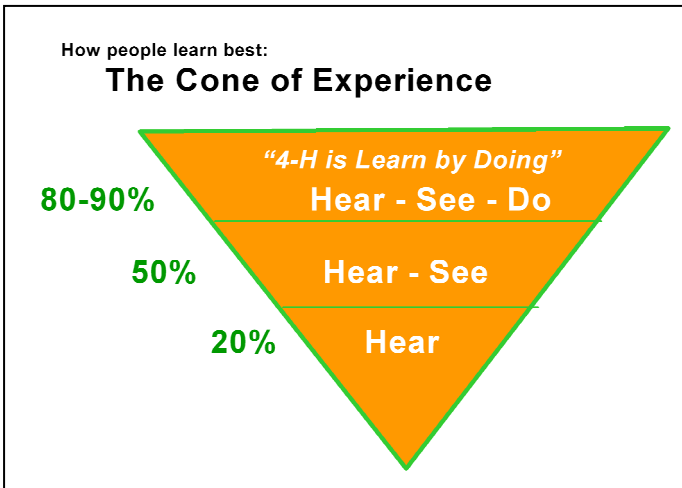 How people learn best:
The Cone of Experience
“4-H is Learn by Doing”
80-90% Hear - See - Do
50% Hear - See
20% Hear